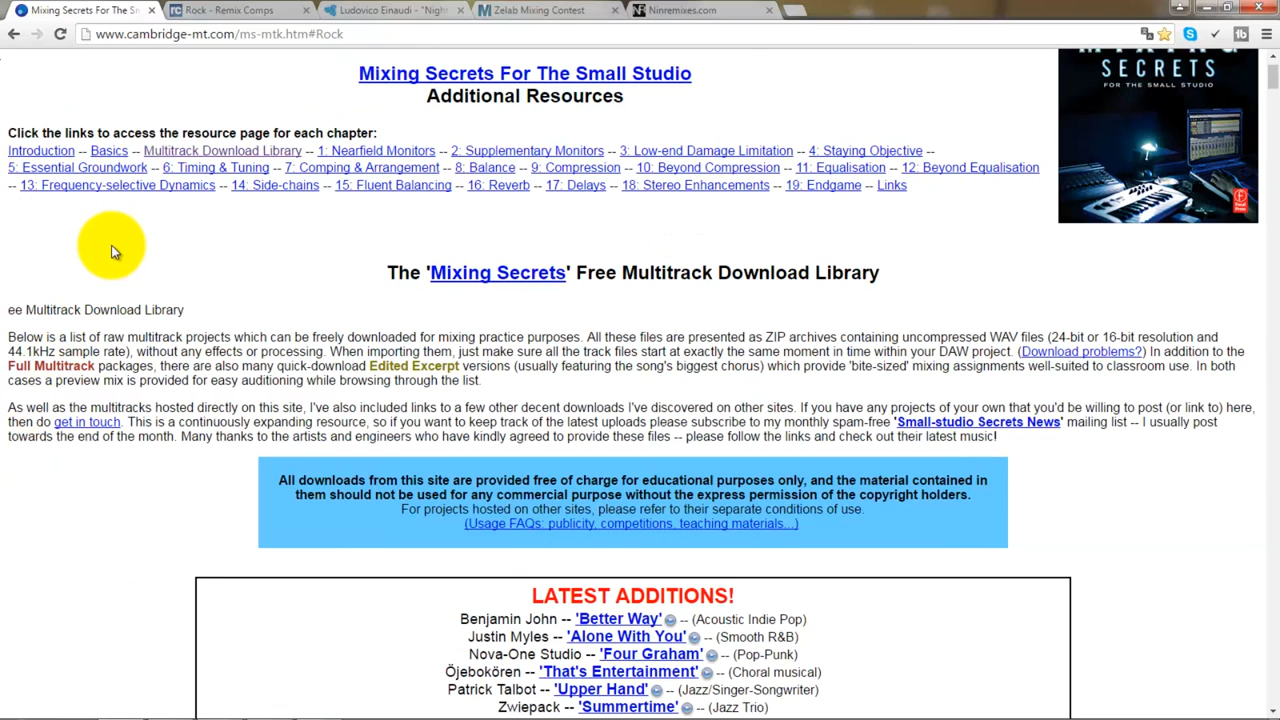 Mixing Secrets For The Sm
Rock - Remix Comps
Ludovico Einaudi - "Nigh
Zelab Mixing Contest
Ninremixes.com
www.cambridge-mt.com/ms-mtk.htm#Rock
Mixing Secrets For The Small Studio
Additional Resources
SECRETS
FOR THE SMALL STUDIO
Click the links to access the resource page for each chapter:
Introduction -- Basics -- Multitrack Download Library -- 1: Nearfield Monitors -- 2: Supplementary Monitors -- 3: Low-end Damage Limitation -- 4: Staying Objective --
5: Essential Groundwork -- 6: Timing & Tuning -- 7: Comping & Arrangement -- 8: Balance -- 9: Compression -- 10: Beyond Compression -- 11: Equalisation -- 12: Beyond Equalisation
-- 13: Frequency-selective Dynamics -- 14: Side-chains -- 15: Fluent Balancing -- 16: Reverb -- 17: Delays -- 18: Stereo Enhancements -- 19: Endgame -- Links
The 'Mixing Secrets' Free Multitrack Download Library
ee Multitrack Download Library
Below is a list of raw multitrack projects which can be freely downloaded for mixing practice purposes. All these files are presented as ZIP archives containing uncompressed WAV files (24-bit or 16-bit resolution and
44.1kHz sample rate), without any effects or processing. When importing them, just make sure all the track files start at exactly the same moment in time within your DAW project. (Download problems?) In addition to the
Full Multitrack packages, there are also many quick-download Edited Excerpt versions (usually featuring the song's biggest chorus) which provide 'bite-sized' mixing assignments well-suited to classroom use. In both
cases a preview mix is provided for easy auditioning while browsing through the list.
As well as the multitracks hosted directly on this site, I've also included links to a few other decent downloads I've discovered on other sites. If you have any projects of your own that you'd be willing to post (or link to) here,
then do get in touch. This is a continuously expanding resource, so if you want to keep track of the latest uploads please subscribe to my monthly spam-free 'Small-studio Secrets News' mailing list -- I usually post
towards the end of the month. Many thanks to the artists and engineers who have kindly agreed to provide these files -- please follow the links and check out their latest music!
All downloads from this site are provided free of charge for educational purposes only, and the material contained in
them should not be used for any commercial purpose without the express permission of the copyright holders.
For projects hosted on other sites, please refer to their separate conditions of use.
(Usage FAQs: publicity, competitions, teaching materials...)
LATEST ADDITIONS!
Benjamin John -- 'Better Way' -- (Acoustic Indie Pop)
Justin Myles -- 'Alone With You' -- (Smooth R&B)
Nova-One Studio -- 'Four Graham' -- (Pop-Punk)
Öjebokören -- 'That's Entertainment' -- (Choral musical)
Patrick Talbot -- 'Upper Hand' -- (Jazz/Singer-Songwriter)
Zwiepack -- 'Summertime' -- (Jazz Trio)